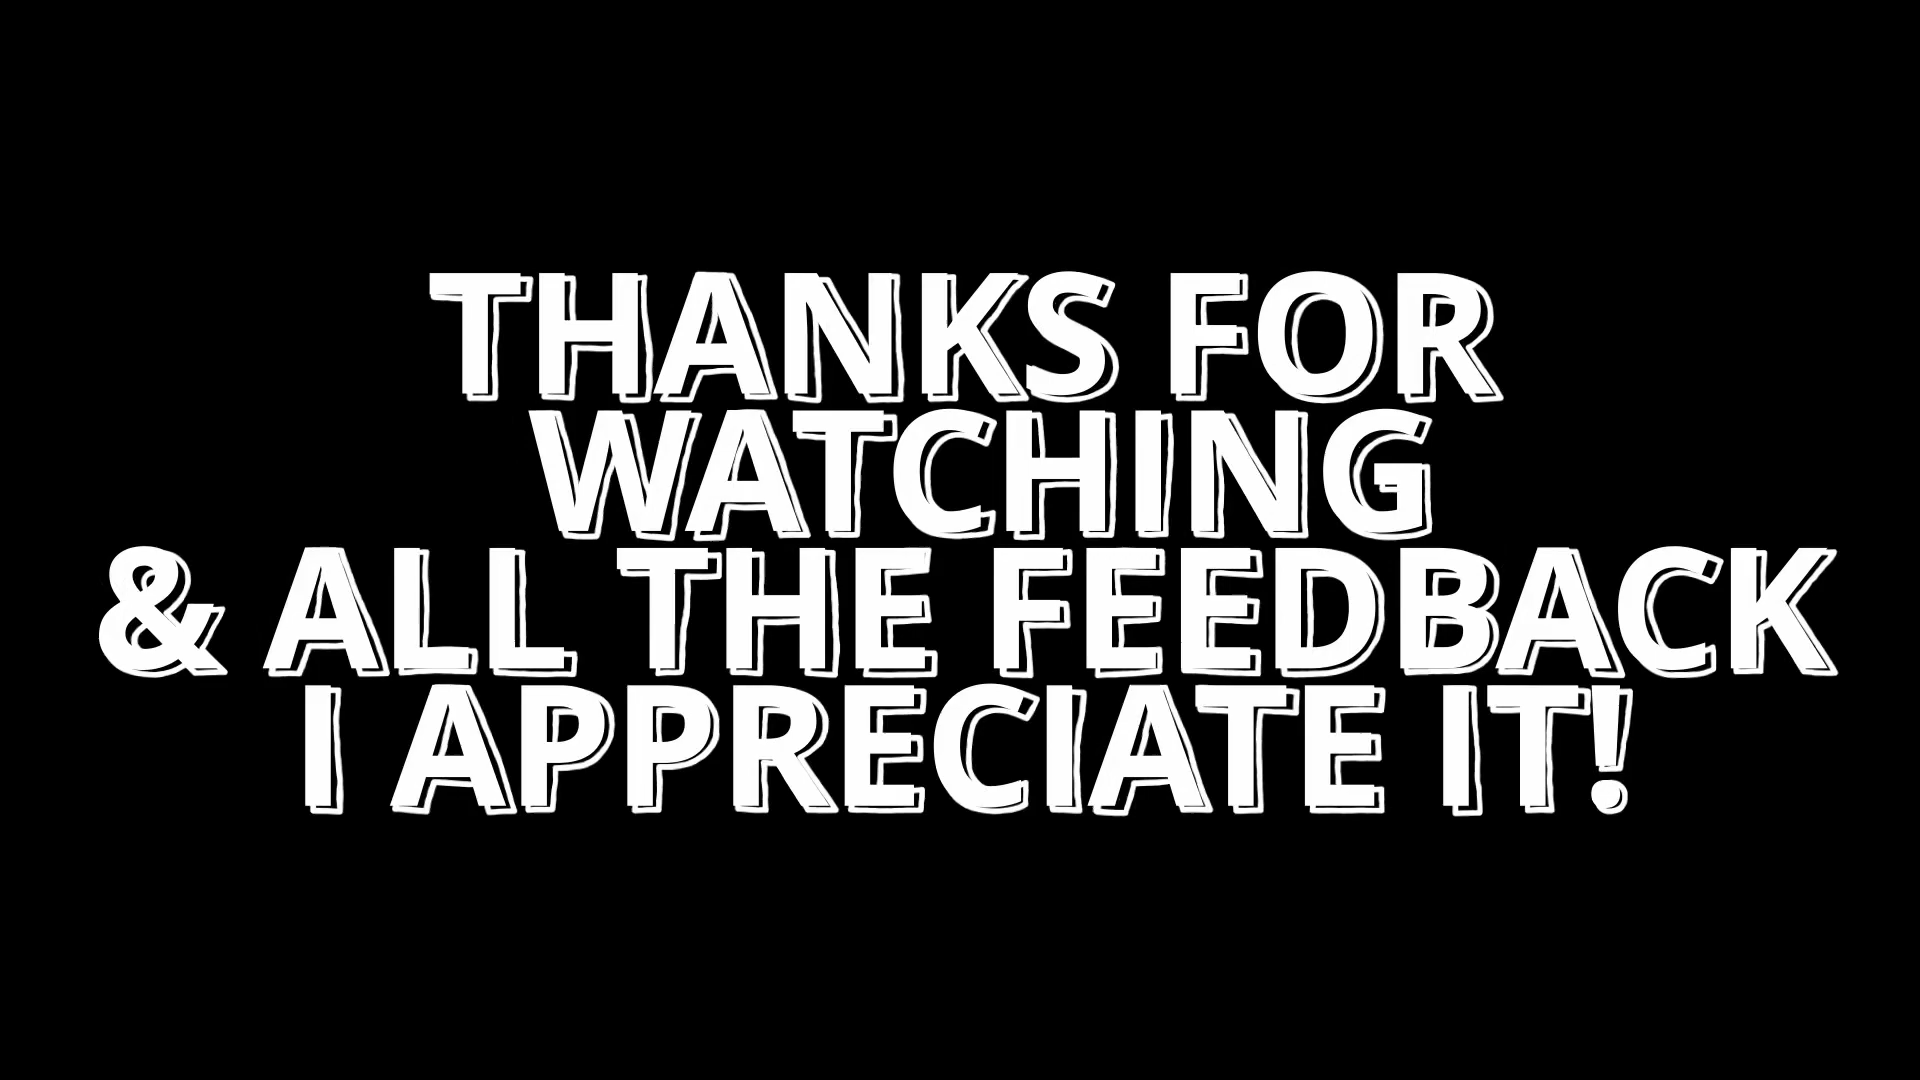 THANKS FOR
WATCHING
& ALL THE FEEDBACK
I APPRECIATE IT!